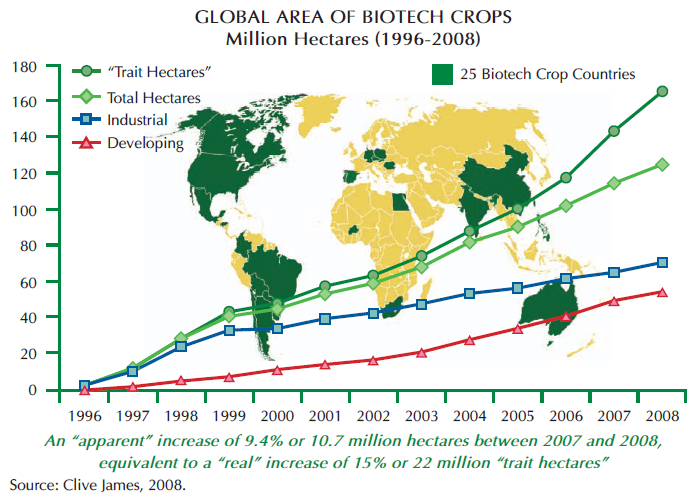 GLOBAL AREA OF BIOTECH CROPS
Million Hectares (1996-2008)
180
160
140
120
100
80
60
40
20
0
“Trait Hectares”
Total Hectares
Industrial
Developing
25 Biotech Crop Countries
1996 1997 1998 1999 2000 2001 2002 2003 2004 2005 2006 2007 2008
An “apparent” increase of 9.4% or 10.7 million hectares between 2007 and 2008,
equivalent to a “real” increase of 15% or 22 million “trait hectares”
Source: Clive James, 2008.